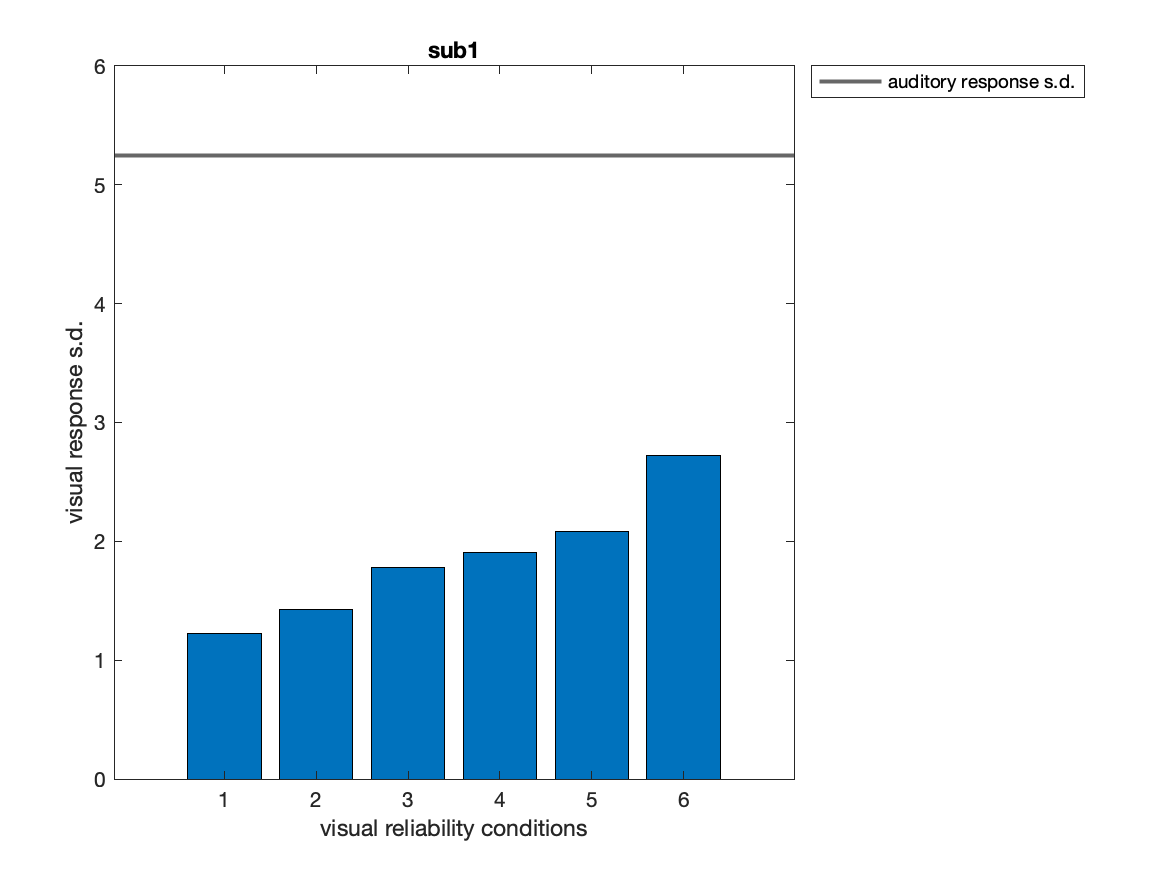 sub1
6
5
4
3
2
1
0
visual response s.d.
1 2 3 4 5 6
visual reliability conditions
auditory response s.d.